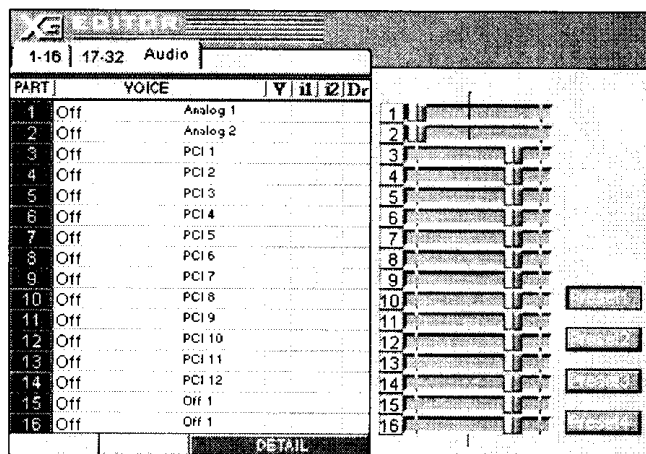 XG EDITOR
1-16 17-32 Audio
PART VOICE V i1 i2 Dr
1 Off Analog 1
2 Off Analog 2
3 Off PCI 1
4 Off PCI 2
5 Off PCI 3
6 Off PCI 4
7 Off PCI 5
8 Off PCI 6
9 Off PCI 7
10 Off PCI 8
11 Off PCI 9
12 Off PCI 10
13 Off PCI 11
14 Off PCI 12
15 Off Off 1
16 Off Off 1
DETAIL
1
2
3
4
5
6
7
8
9
10
11
12
13
14
15
16